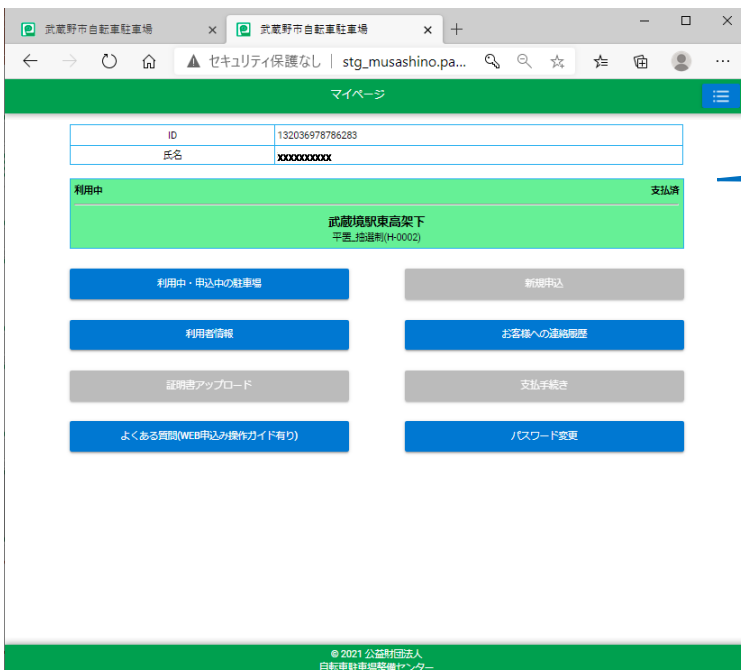 武蔵野市自転車駐車場
武蔵野市自転車駐車場
セキュリティ保護なし | stg_musashino.pa...
マイページ
ID 132036978786283
氏名 xxxxxxxxxx
利用中 支払済
武蔵境駅東高架下
平置_抽選制(H-0002)
利用中・申込中の駐車場 新規申込
利用者情報 お客様への連絡履歴
証明書アップロード 支払手続き
よくある質問(WEB申込み操作ガイド有り) パスワード変更
© 2021 公益財団法人
自転車駐車場整備センター